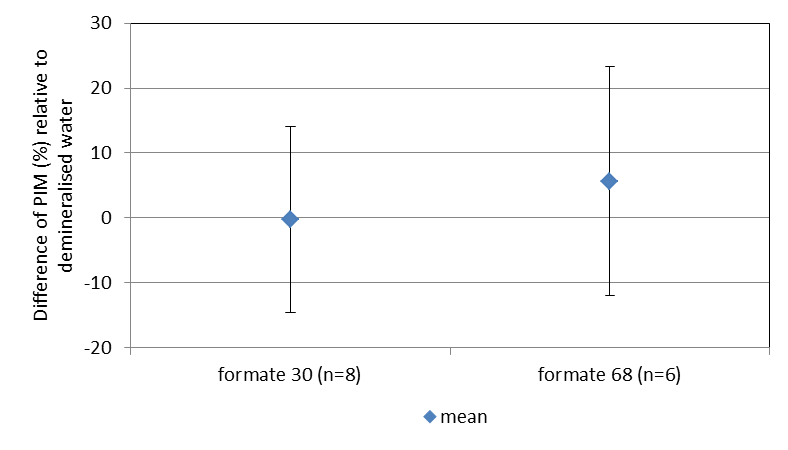 Difference of PIM (%) relative to
demineralised water
30
20
10
0
-10
-20
formate 30 (n=8)
formate 68 (n=6)
mean